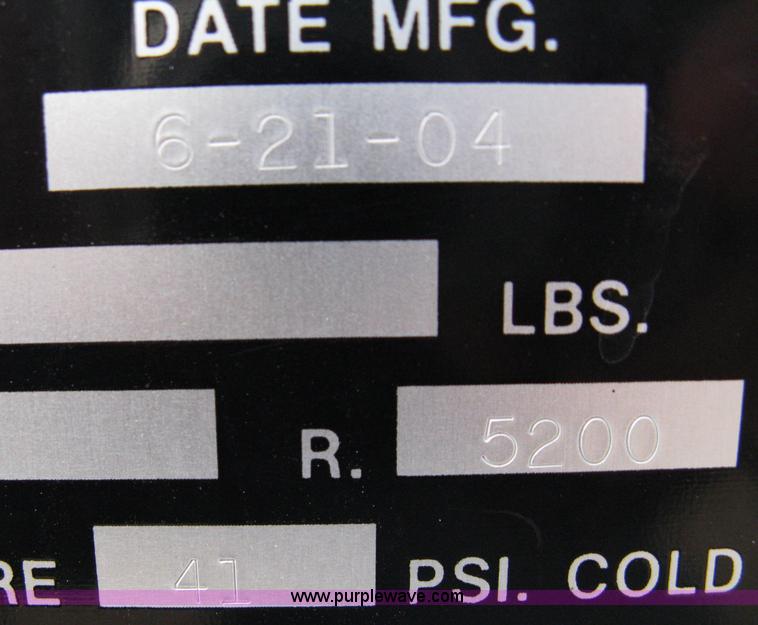 DATE MFG.
6-21-04
LBS.
R. 5200
RE 41 PSI. COLD
www.purplewave.com